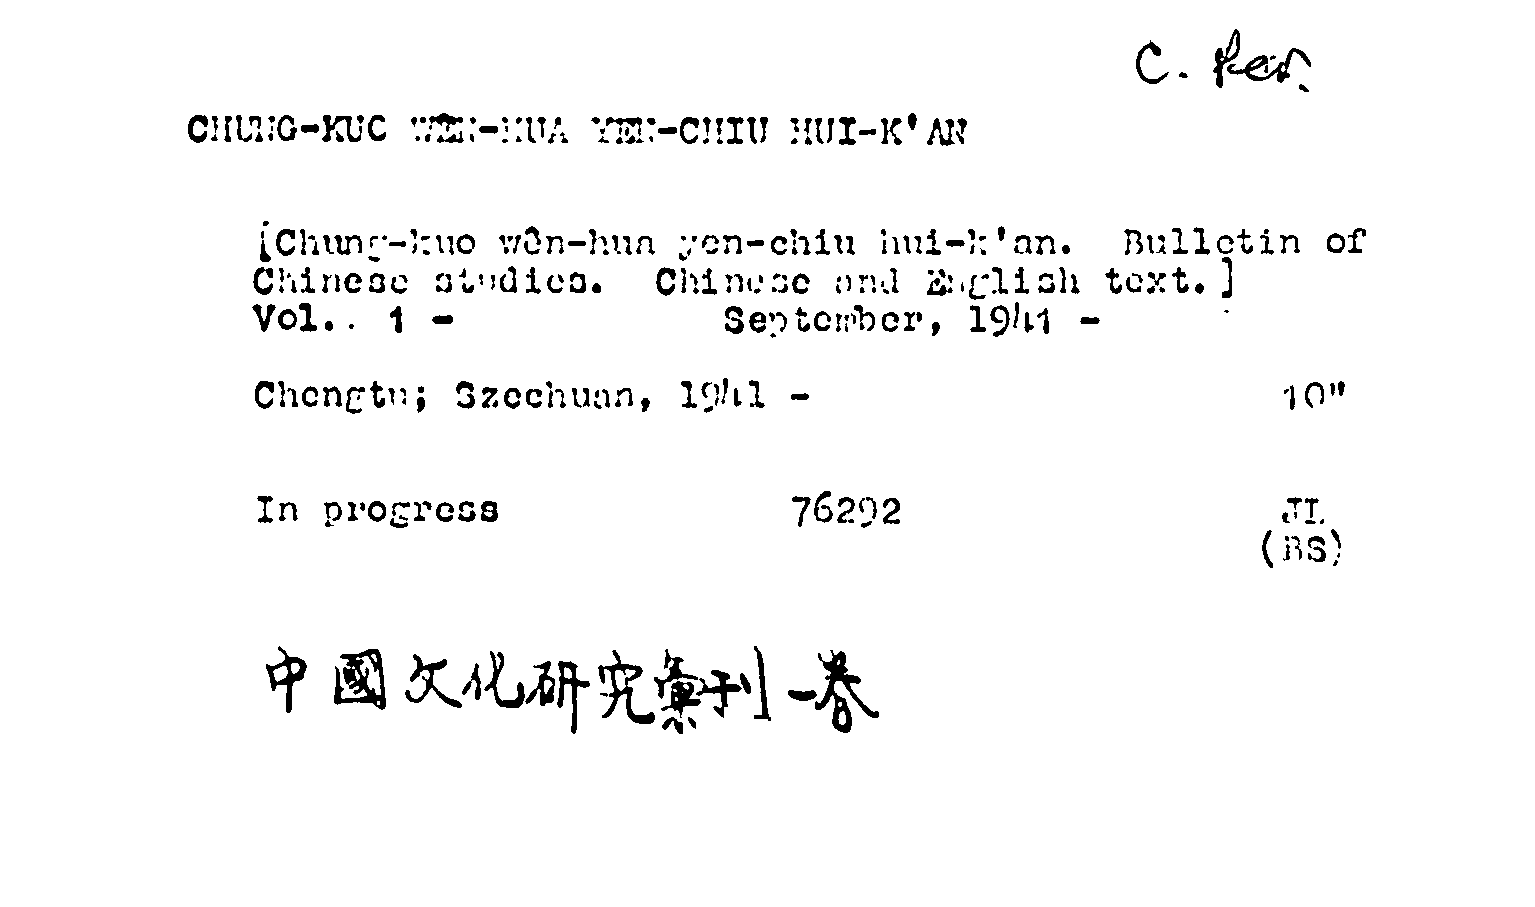 C. Per.
CHUNG-KUO WÊN-HUA YEN-CHIU HUI-K'AN
[Chung-kuo wên-hua yen-chiu hui-k'an. Bulletin of
Chinese studies. Chinese and English text.]
Vol.. 1 - September, 1941 -
Chengtu; Szechuan, 1941 - 10"
In progress 76292 JL
(BS)
中國文化研究彙刊 一卷